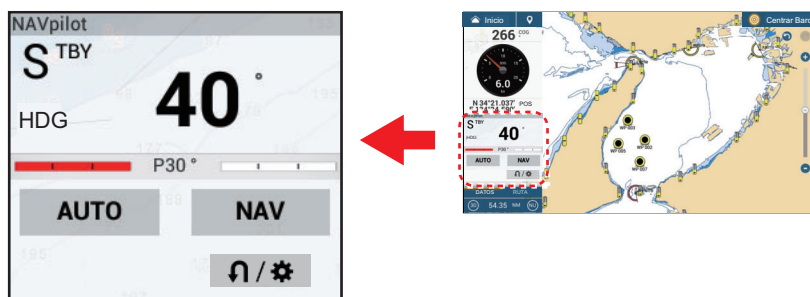 NAVpilot
S TBY
HDG
40°
P30 °
AUTO
NAV
/
Inicio
Centrar Barc
266 ° COG
6.0
N 34°21.037' POS
HDG
S TBY
40
P30 °
AUTO
NAV
/
DATOS
RUTA
54.35 NM
WP 003
WP 002
WP 005
WP 007